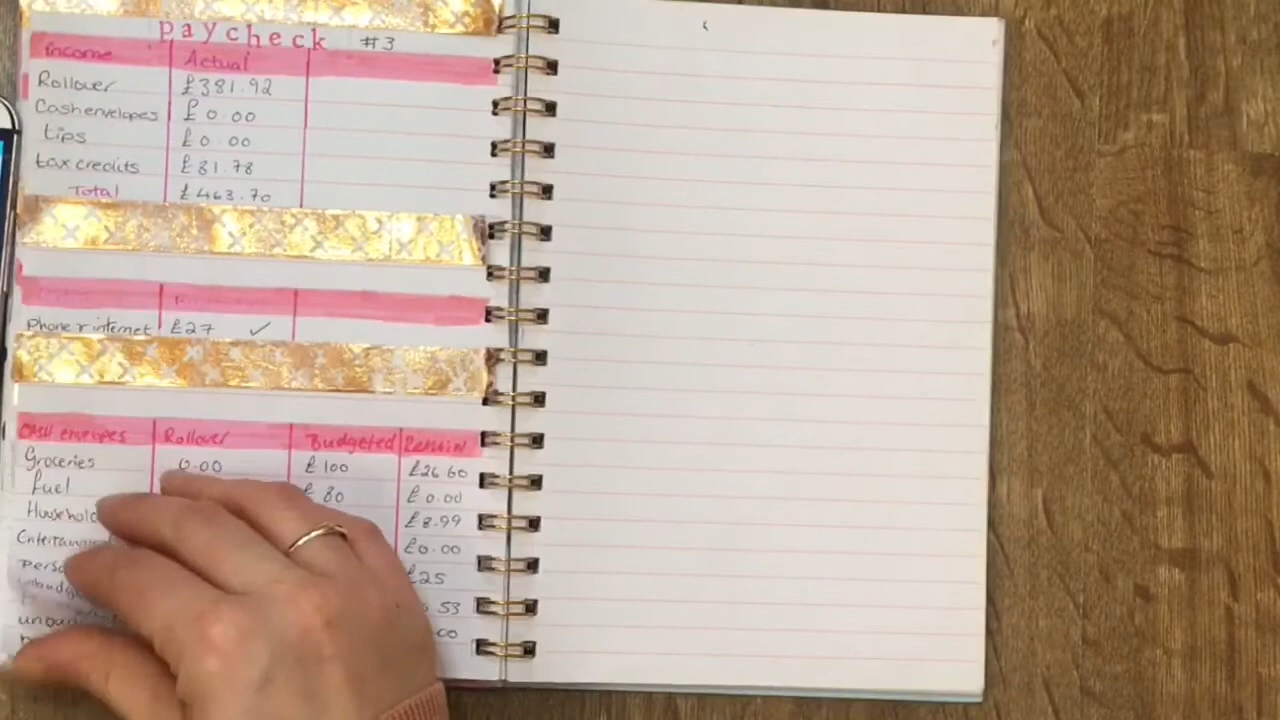 paycheck #3
Income Actual
Rollover £381.92
Cash envelopes £0.00
tips £0.00
tax credits £81.78
Total £463.70
Phone + internet £27 ✓
Cash envelopes Rollover Budgeted Remain
Groceries 0.00 £100 £26.60
fuel £80 £0.00
Household £8.99
£0.00
£25
53
00